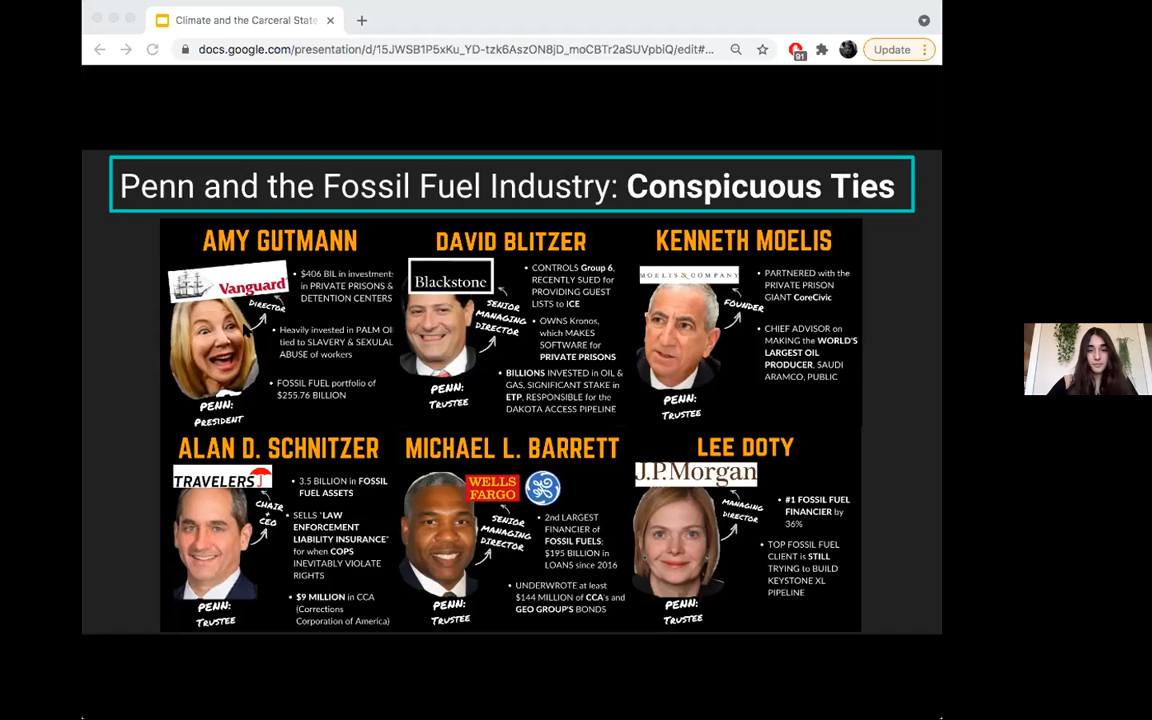 Climate and the Carceral State
docs.google.com/presentation/d/15JWSB1P5xKu_YD-tzk6AszON8jD_moCBTr2aSUVpbiQ/edit#...
91
Update
Penn and the Fossil Fuel Industry: Conspicuous Ties
AMY GUTMANN
Vanguard
DIRECTOR
PENN:
PRESIDENT
• $406 BIL in investments
in PRIVATE PRISONS &
DETENTION CENTERS
• Heavily invested in PALM OI
tied to SLAVERY & SEXUAL
ABUSE of workers
• FOSSIL FUEL portfolio of
$255.76 BILLION
DAVID BLITZER
Blackstone
SENIOR
MANAGING
DIRECTOR
PENN:
TRUSTEE
• CONTROLS Group 6,
RECENTLY SUED for
PROVIDING GUEST
LISTS to ICE
• OWNS Kronos,
which MAKES
SOFTWARE for
PRIVATE PRISONS
• BILLIONS INVESTED in OIL &
GAS, SIGNIFICANT STAKE in
ETP, RESPONSIBLE for the
DAKOTA ACCESS PIPELINE
KENNETH MOELIS
MOELIS & COMPANY
FOUNDER
PENN:
TRUSTEE
• PARTNERED with the
PRIVATE PRISON
GIANT CoreCivic
• CHIEF ADVISOR on
MAKING the WORLD'S
LARGEST OIL
PRODUCER, SAUDI
ARAMCO, PUBLIC
ALAN D. SCHNITZER
TRAVELERS
CHAIR
+
CEO
PENN:
TRUSTEE
• 3.5 BILLION in FOSSIL
FUEL ASSETS
• SELLS "LAW
ENFORCEMENT
LIABILITY INSURANCE"
for when COPS
INEVITABLY VIOLATE
RIGHTS
• $9 MILLION in CCA
(Corrections
Corporation of America)
MICHAEL L. BARRETT
WELLS
FARGO
SENIOR
MANAGING
DIRECTOR
PENN:
TRUSTEE
• 2nd LARGEST
FINANCIER of
FOSSIL FUELS;
$195 BILLION in
LOANS since 2016
• UNDERWROTE at least
$144 MILLION of CCA's and
GEO GROUP'S BONDS
LEE DOTY
J.P.Morgan
MANAGING
DIRECTOR
PENN:
TRUSTEE
• #1 FOSSIL FUEL
FINANCIER by
36%
• TOP FOSSIL FUEL
CLIENT is STILL
TRYING to BUILD
KEYSTONE XL
PIPELINE